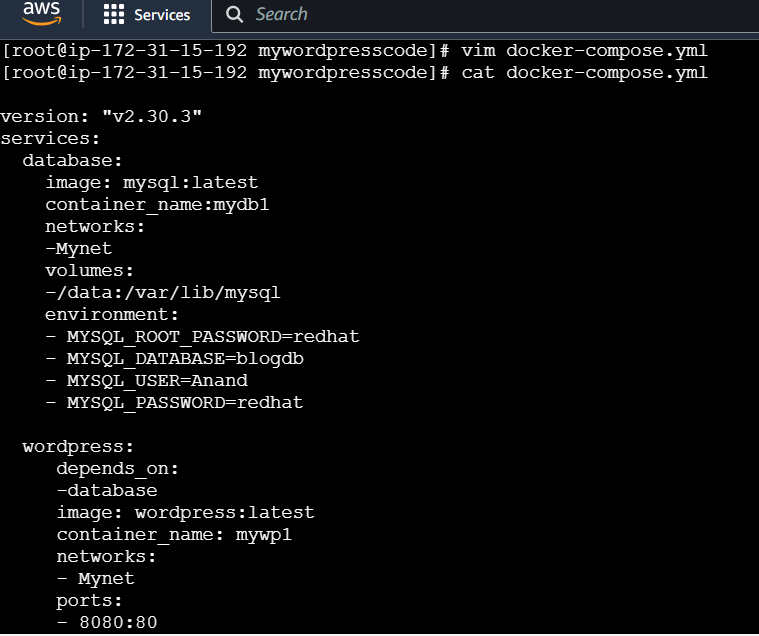 aws
Services
Search
[root@ip-172-31-15-192 mywordpresscode]# vim docker-compose.yml
[root@ip-172-31-15-192 mywordpresscode]# cat docker-compose.yml
version: "v2.30.3"
services:
  database:
    image: mysql:latest
    container_name:mydb1
    networks:
    -Mynet
    volumes:
    -/data:/var/lib/mysql
    environment:
    - MYSQL_ROOT_PASSWORD=redhat
    - MYSQL_DATABASE=blogdb
    - MYSQL_USER=Anand
    - MYSQL_PASSWORD=redhat
  wordpress:
     depends_on:
     -database
     image: wordpress:latest
     container_name: mywp1
     networks:
     - Mynet
     ports:
     - 8080:80